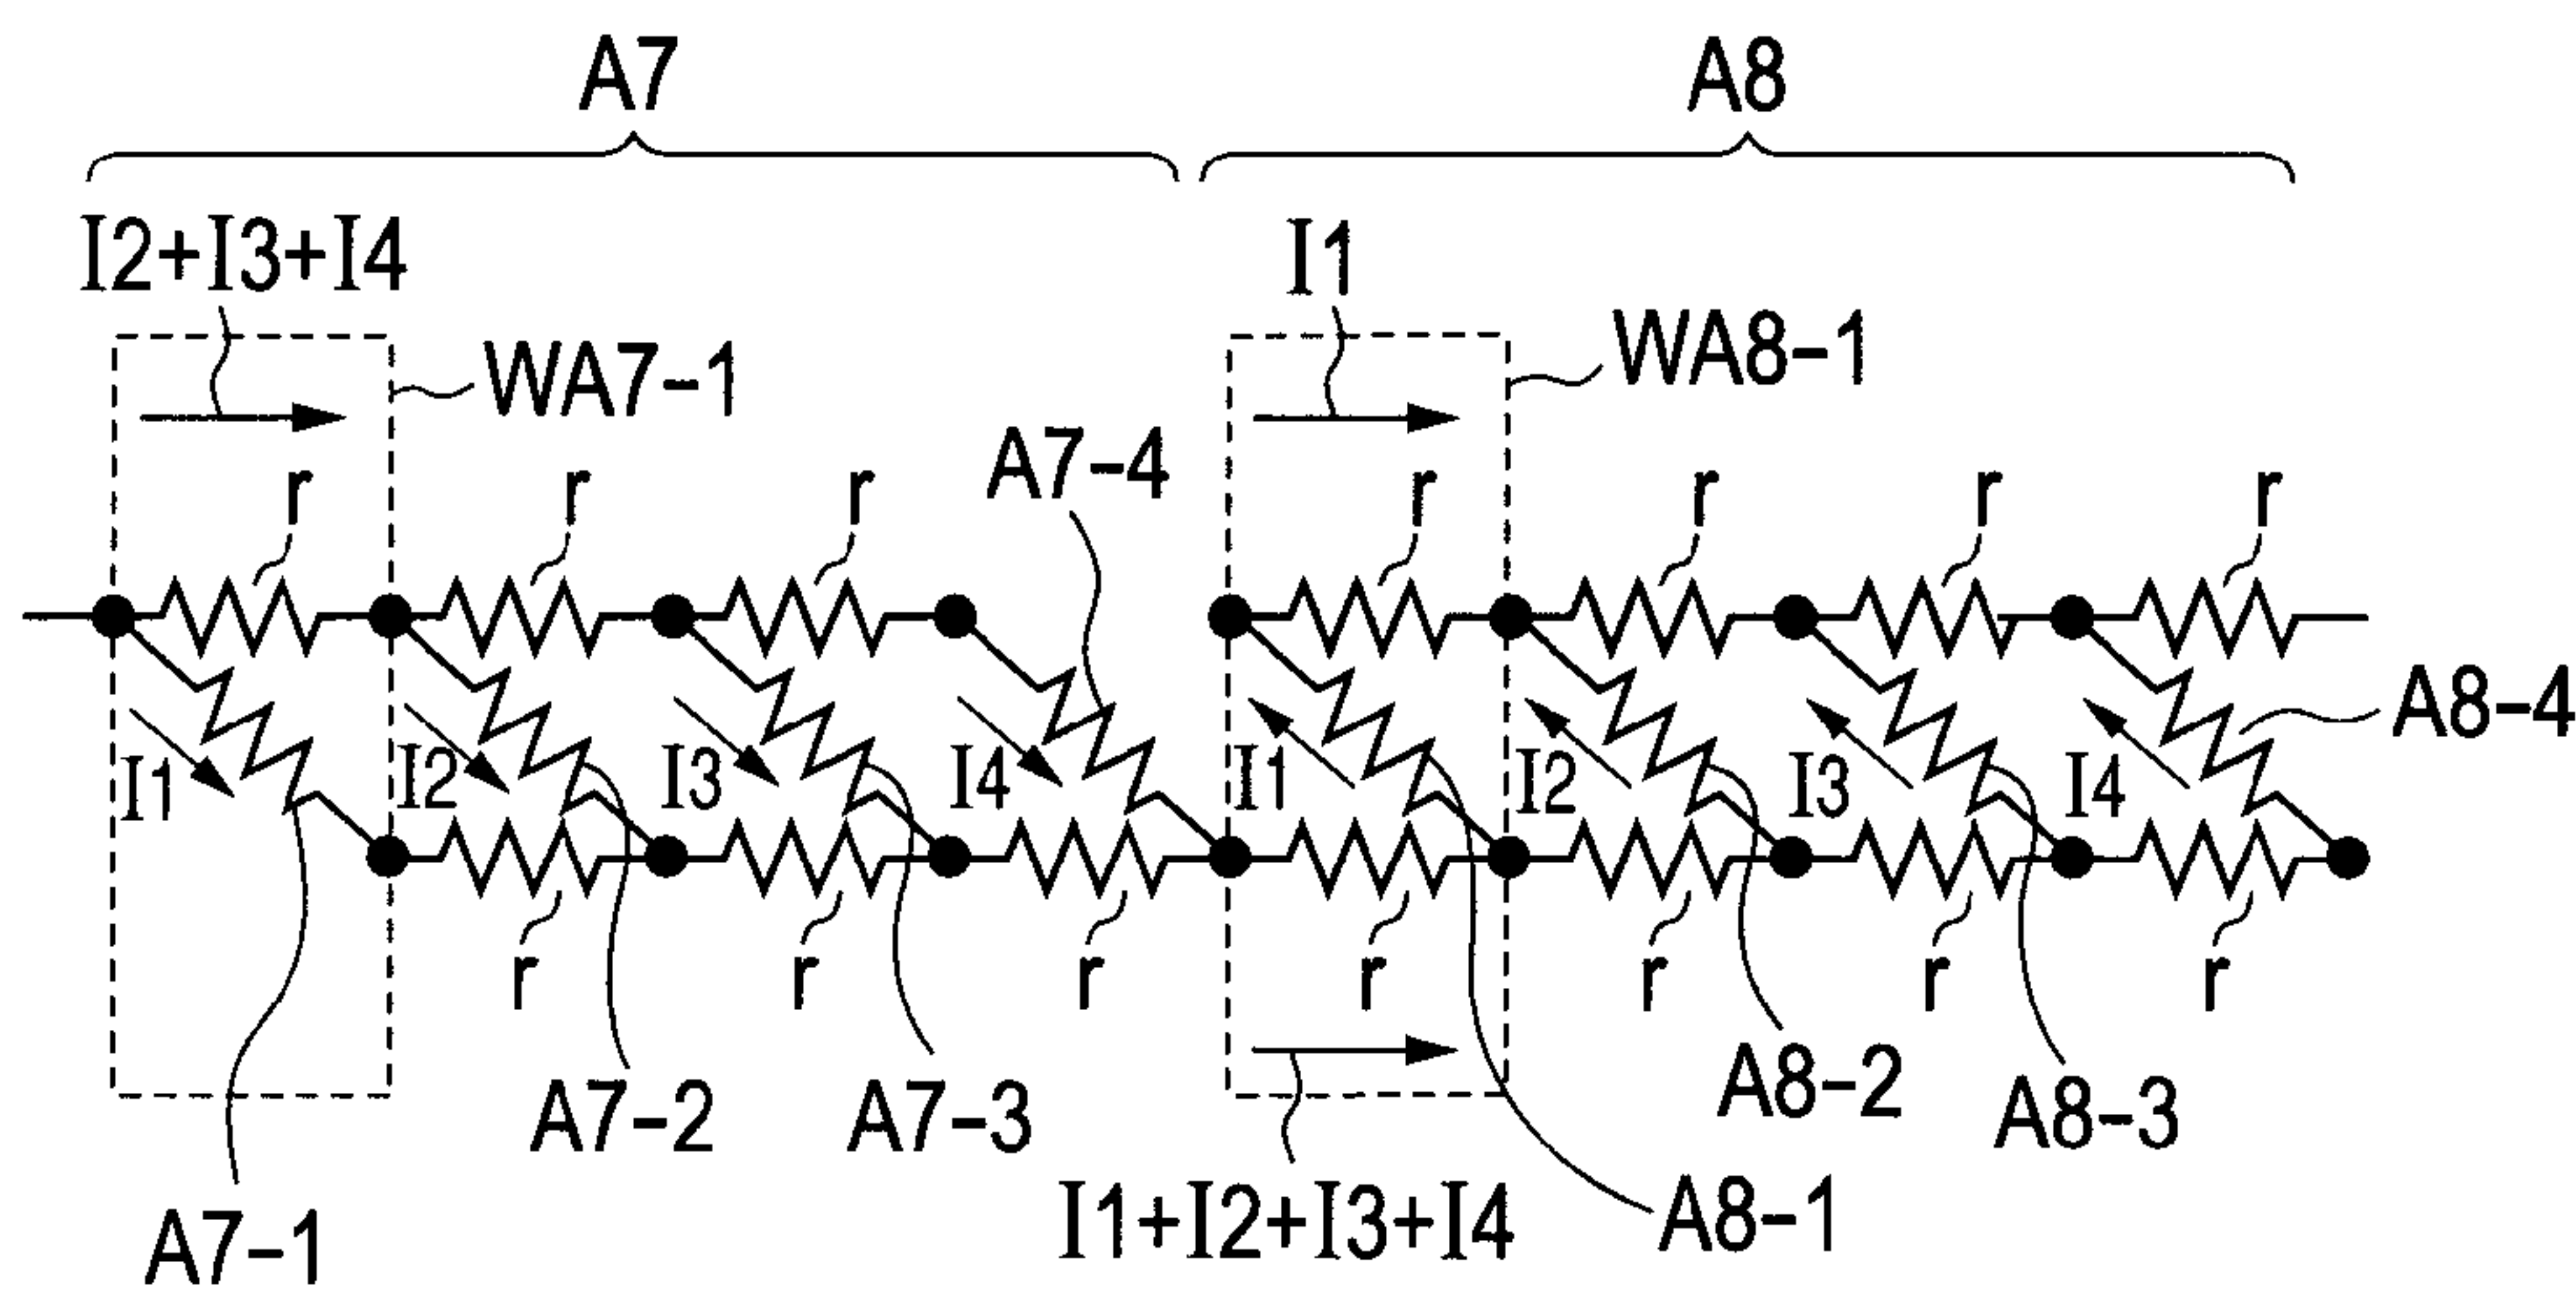 A7
A8
I2+I3+I4
I1
WA7-1
WA8-1
A7-4
r
r
r
r
r
r
r
A8-4
I1
I2
I3
I4
I1
I2
I3
I4
r
r
r
r
r
r
r
A7-1
A7-2
A7-3
I1+I2+I3+I4
A8-1
A8-2
A8-3